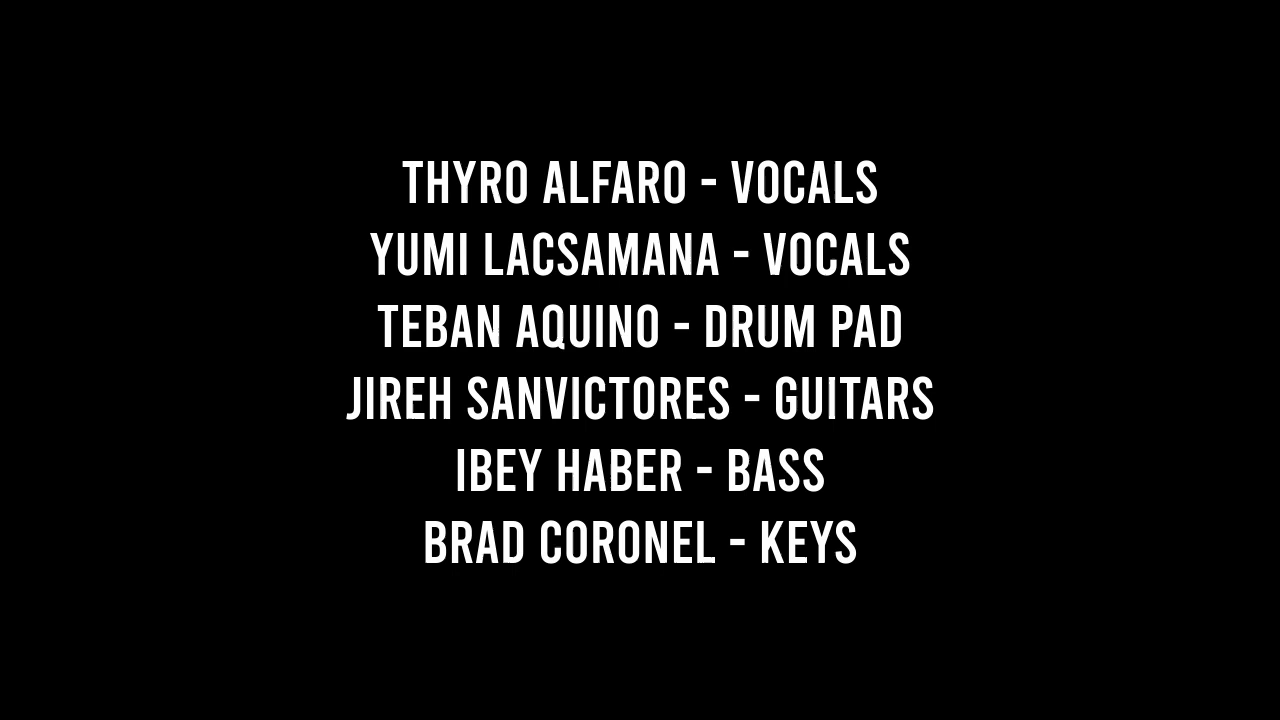 THYRO ALFARO - VOCALS
YUMI LACSAMANA - VOCALS
TEBAN AQUINO - DRUM PAD
JIREH SANVICTORES - GUITARS
IBEY HABER - BASS
BRAD CORONEL - KEYS